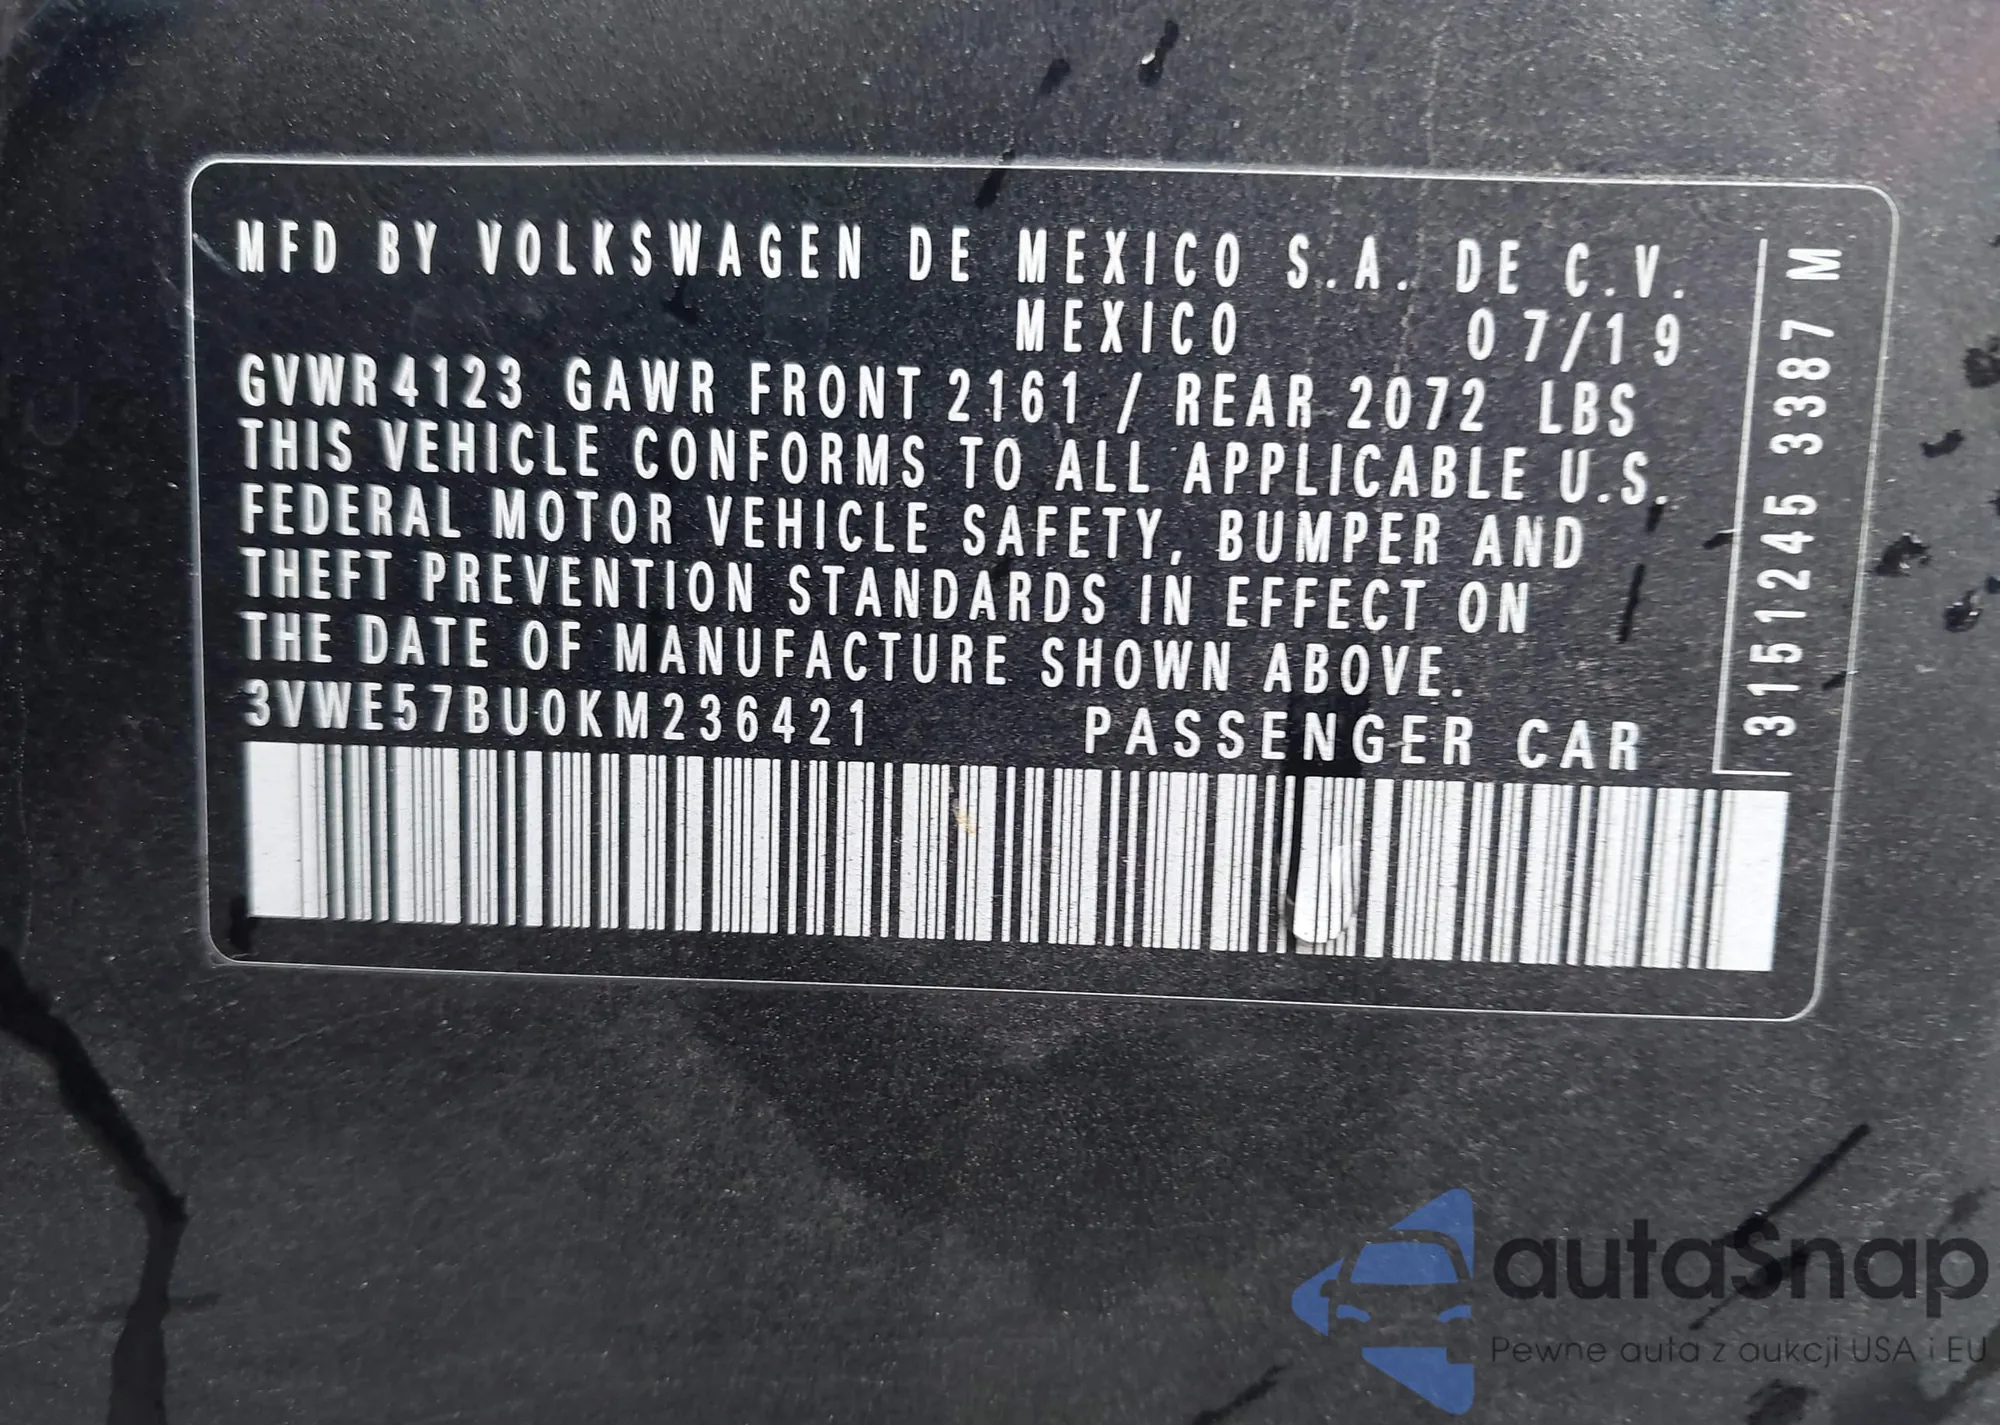 MFD BY VOLKSWAGEN DE MEXICO S.A. DE C.V.
MEXICO 07/19
GVWR 4123 GAWR FRONT 2161 / REAR 2072 LBS
THIS VEHICLE CONFORMS TO ALL APPLICABLE U.S.
FEDERAL MOTOR VEHICLE SAFETY, BUMPER AND
THEFT PREVENTION STANDARDS IN EFFECT ON
THE DATE OF MANUFACTURE SHOWN ABOVE.
3VWE57BU0KM236421 PASSENGER CAR
3151245 3387 M
autaSnap
Pewne auta z aukcji USA i EU